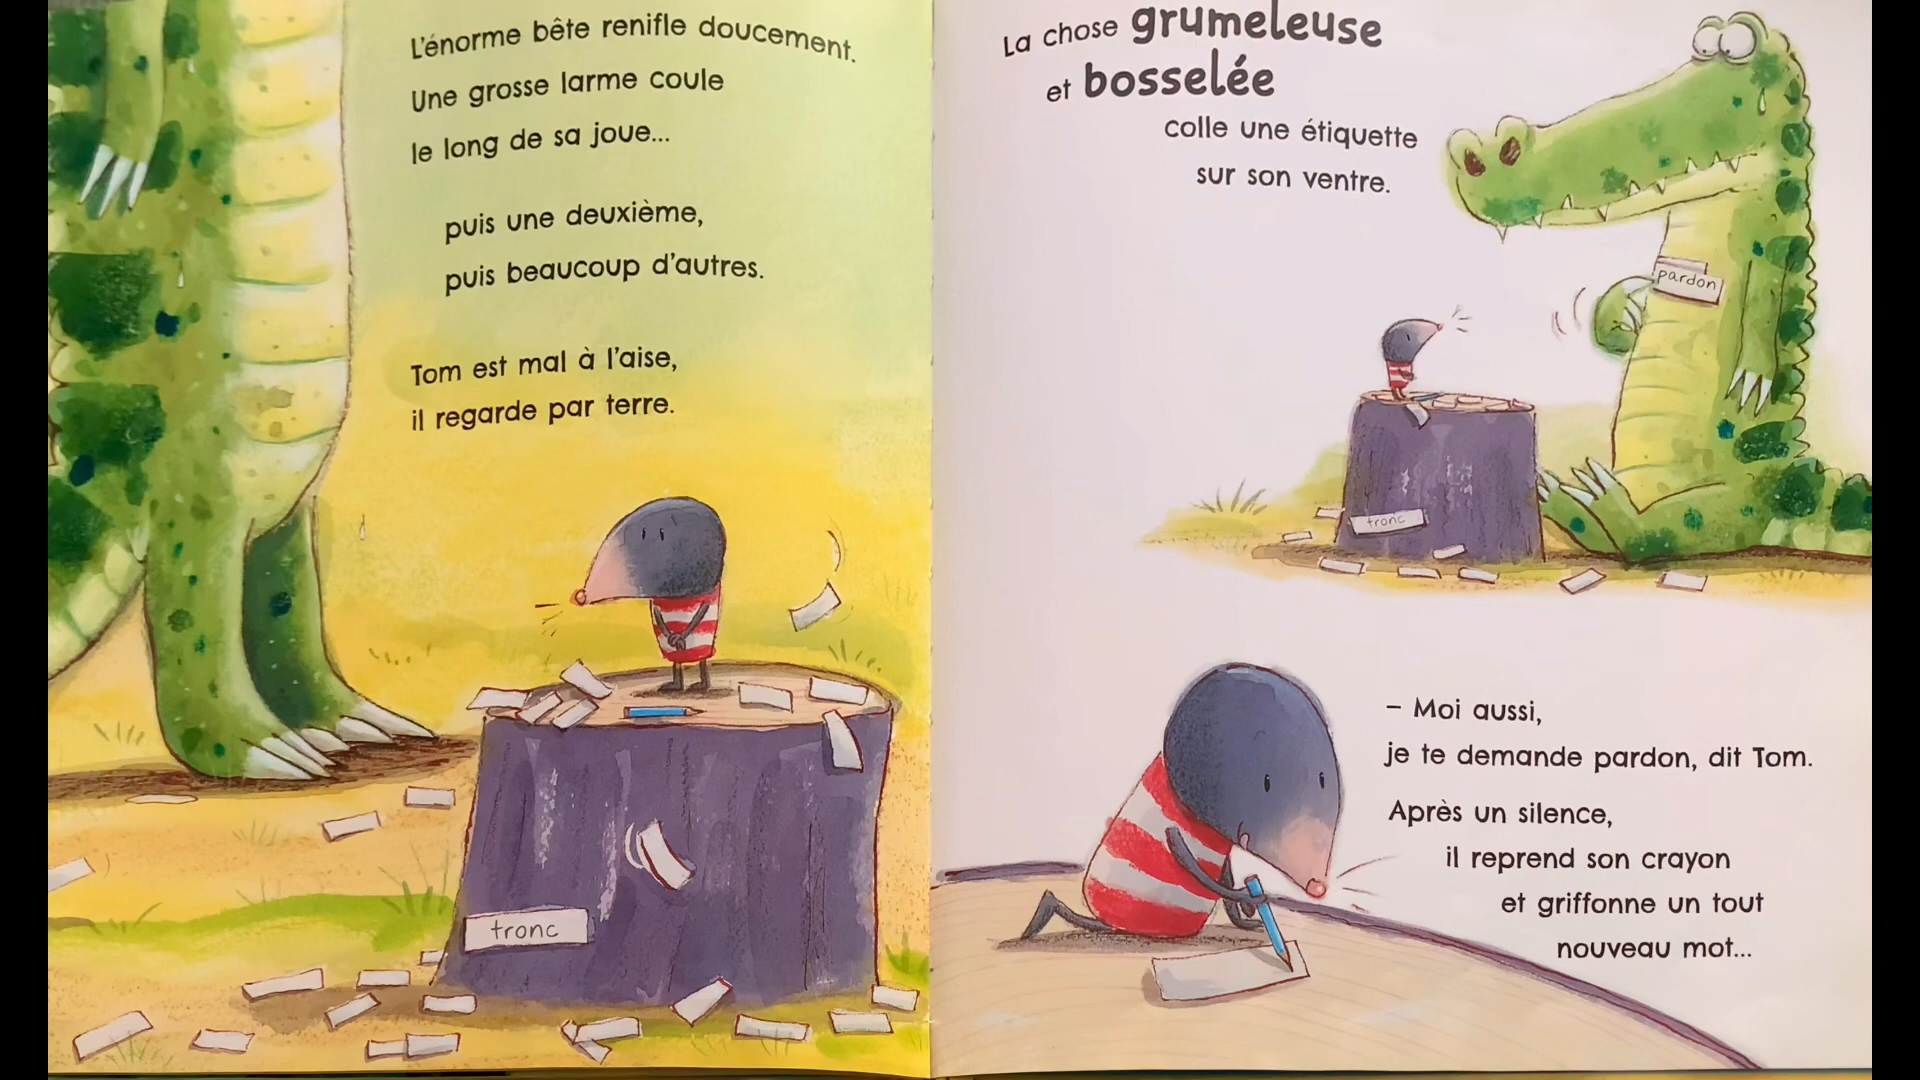 L'énorme bête renifle doucement.
Une grosse larme coule
le long de sa joue...
puis une deuxième,
puis beaucoup d'autres.
Tom est mal à l'aise,
il regarde par terre.
tronc
La chose grumeleuse
et bosselée
colle une étiquette
sur son ventre.
pardon
tronc
– Moi aussi,
je te demande pardon, dit Tom.
Après un silence,
il reprend son crayon
et griffonne un tout
nouveau mot...